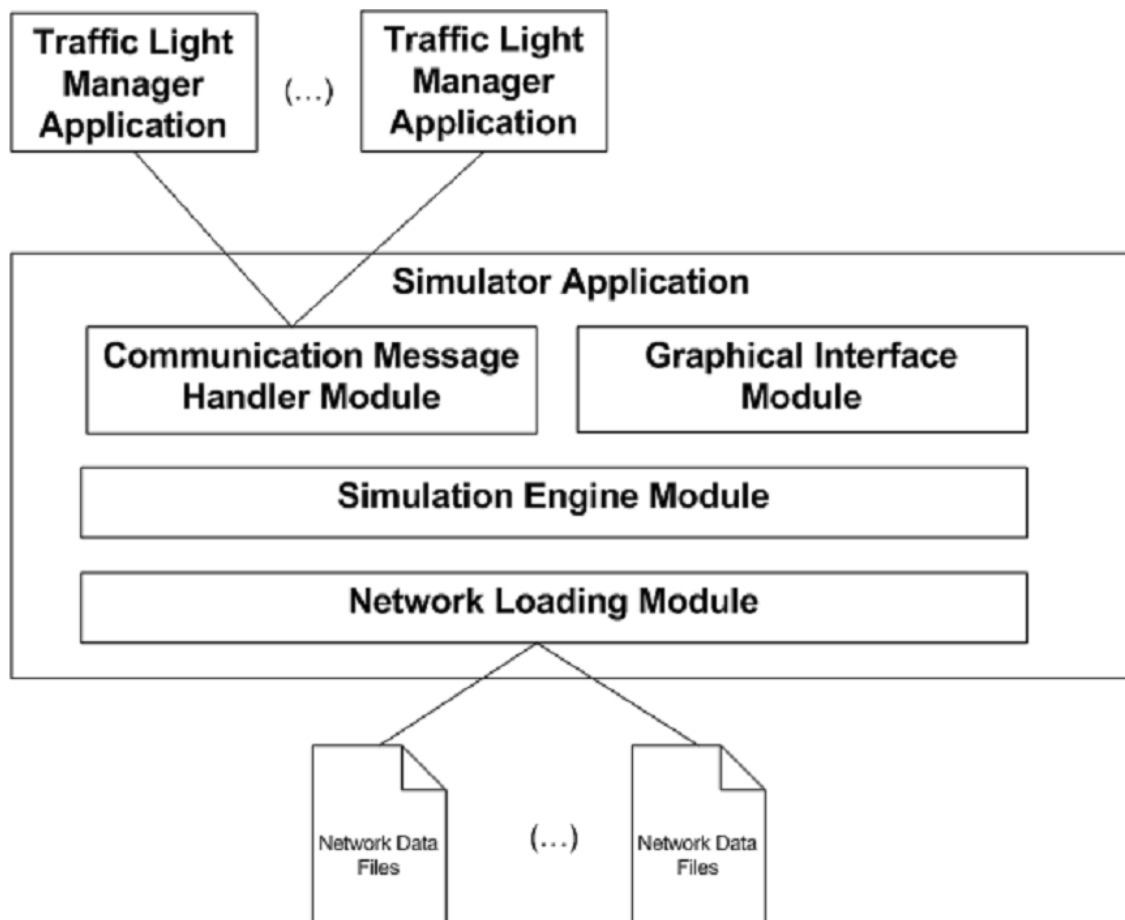 Traffic Light
Manager
Application
(...)
Traffic Light
Manager
Application
Simulator Application
Communication Message
Handler Module
Graphical Interface
Module
Simulation Engine Module
Network Loading Module
Network Data
Files
(...)
Network Data
Files